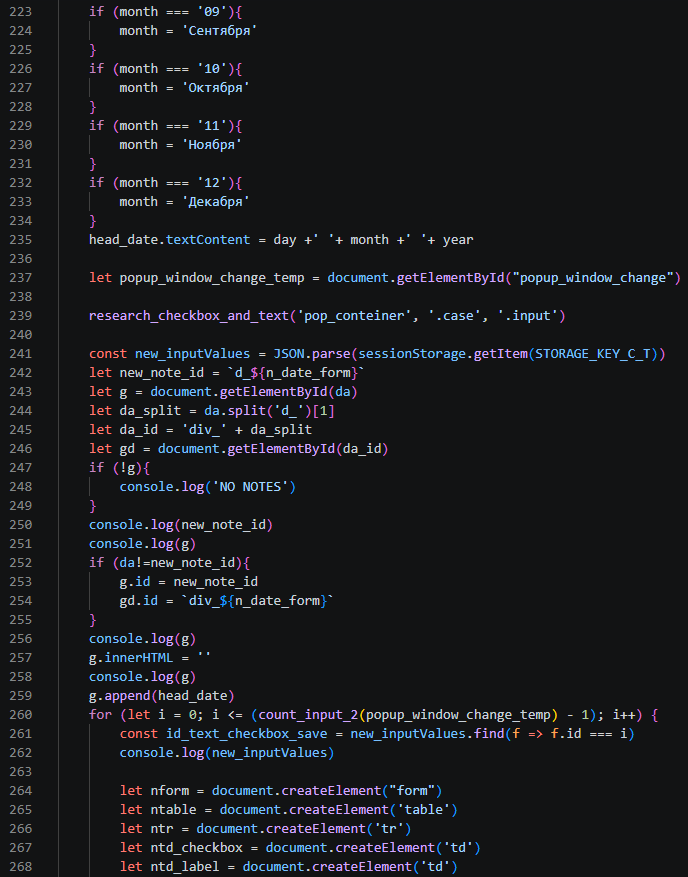 223 if (month === '09'){
224 month = 'Сентября'
225 }
226 if (month === '10'){
227 month = 'Октября'
228 }
229 if (month === '11'){
230 month = 'Ноября'
231 }
232 if (month === '12'){
233 month = 'Декабря'
234 }
235 head_date.textContent = day +' '+ month +' '+ year
236
237 let popup_window_change_temp = document.getElementById("popup_window_change")
238
239 research_checkbox_and_text('pop_conteiner', '.case', '.input')
240
241 const new_inputValues = JSON.parse(sessionStorage.getItem(STORAGE_KEY_C_T))
242 let new_note_id = `d_${n_date_form}`
243 let g = document.getElementById(da)
244 let da_split = da.split('d_')[1]
245 let da_id = 'div_' + da_split
246 let gd = document.getElementById(da_id)
247 if (!g){
248 console.log('NO NOTES')
249 }
250 console.log(new_note_id)
251 console.log(g)
252 if (da!=new_note_id){
253 g.id = new_note_id
254 gd.id = `div_${n_date_form}`
255 }
256 console.log(g)
257 g.innerHTML = ''
258 console.log(g)
259 g.append(head_date)
260 for (let i = 0; i <= (count_input_2(popup_window_change_temp) - 1); i++) {
261 const id_text_checkbox_save = new_inputValues.find(f => f.id === i)
262 console.log(new_inputValues)
263
264 let nform = document.createElement("form")
265 let ntable = document.createElement('table')
266 let ntr = document.createElement('tr')
267 let ntd_checkbox = document.createElement('td')
268 let ntd_label = document.createElement('td')